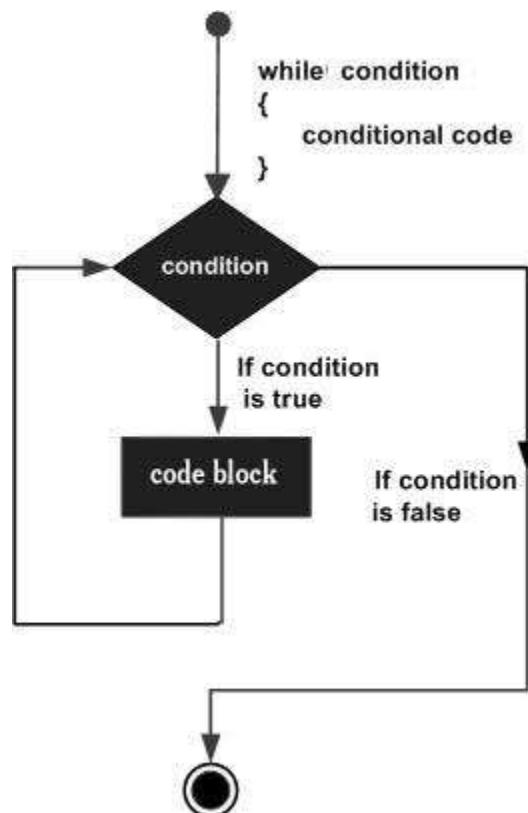 while condition
{
conditional code
}
condition
If condition
is true
code block
If condition
is false